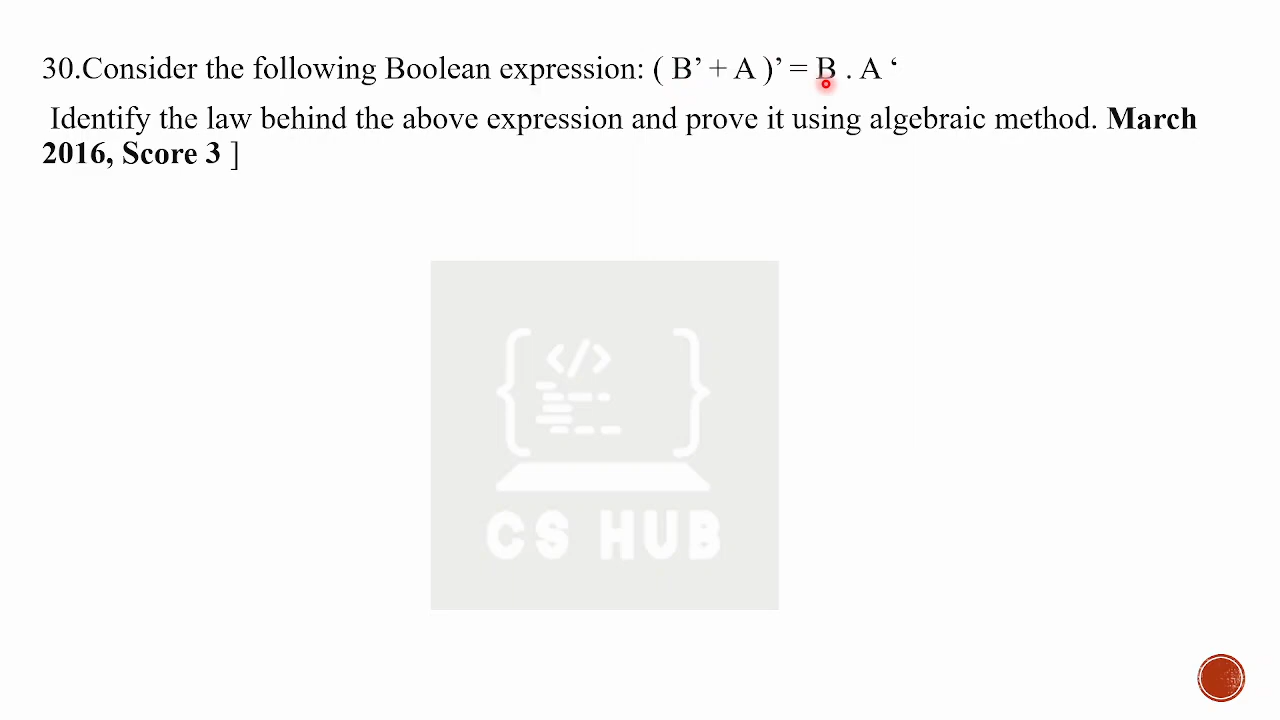 30.Consider the following Boolean expression: ( B’ + A )’ = B . A ‘
Identify the law behind the above expression and prove it using algebraic method. March
2016, Score 3 ]
</>
CS HUB